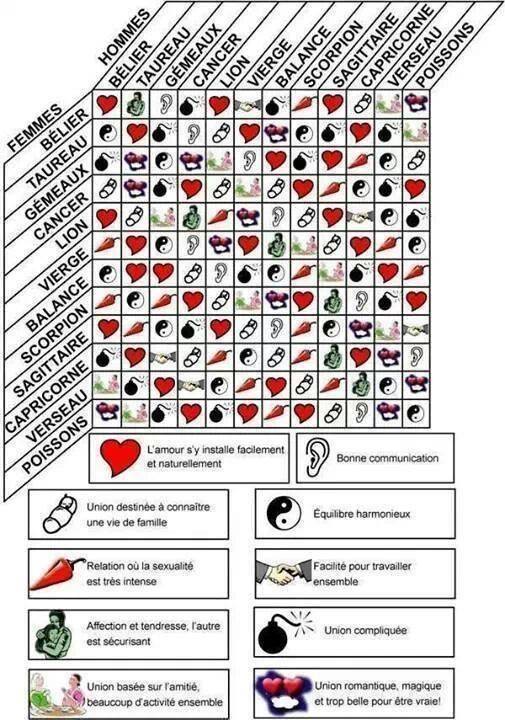 HOMMES
BÉLIER
TAUREAU
GÉMEAUX
CANCER
LION
VIERGE
BALANCE
SCORPION
SAGITTAIRE
CAPRICORNE
VERSEAU
POISSONS
FEMMES
BÉLIER
TAUREAU
GÉMEAUX
CANCER
LION
VIERGE
BALANCE
SCORPION
SAGITTAIRE
CAPRICORNE
VERSEAU
POISSONS
L'amour s'y installe facilement
et naturellement
Bonne communication
Union destinée à connaître
une vie de famille
Équilibre harmonieux
Relation où la sexualité
est très intense
Facilité pour travailler
ensemble
Affection et tendresse, l'autre
est sécurisant
Union compliquée
Union basée sur l'amitié,
beaucoup d'activité ensemble
Union romantique, magique
et trop belle pour être vraie!